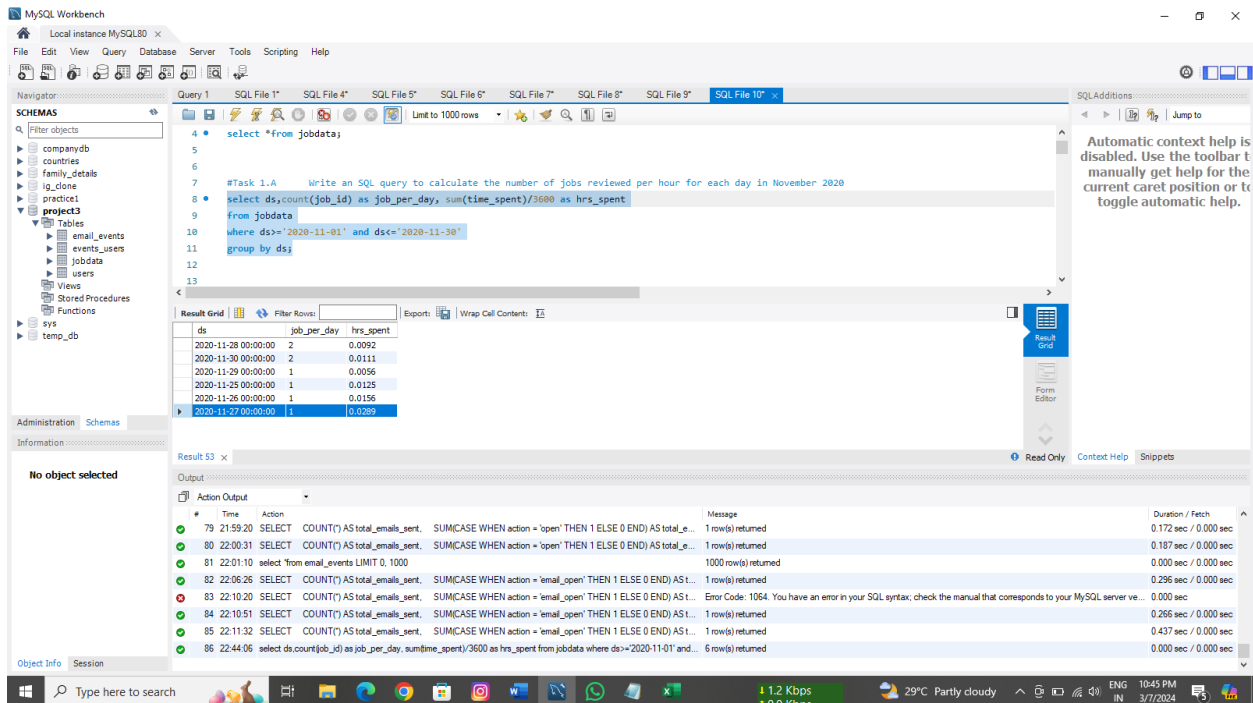 MySQL Workbench
Local instance MySQL80 ×
File Edit View Query Database Server Tools Scripting Help
Navigator
SCHEMAS
Filter objects
companydb
countries
family_details
ig_clone
practice1
project3
Tables
email_events
events_users
jobdata
users
Views
Stored Procedures
Functions
sys
temp_db
Administration Schemas
Information
No object selected
Object Info Session
Query 1 SQL File 1* SQL File 4* SQL File 5* SQL File 6* SQL File 7* SQL File 8* SQL File 9* SQL File 10* ×
Limit to 1000 rows
4 select *from jobdata;
5
6
7 #Task 1.A Write an SQL query to calculate the number of jobs reviewed per hour for each day in November 2020
8 select ds,count(job_id) as job_per_day, sum(time_spent)/3600 as hrs_spent
9 from jobdata
10 where ds>='2020-11-01' and ds<='2020-11-30'
11 group by ds;
12
13
Result Grid Filter Rows: Export: Wrap Cell Content:
ds job_per_day hrs_spent
2020-11-28 00:00:00 2 0.0092
2020-11-30 00:00:00 2 0.0111
2020-11-29 00:00:00 1 0.0056
2020-11-25 00:00:00 1 0.0125
2020-11-26 00:00:00 1 0.0156
2020-11-27 00:00:00 1 0.0289
Result Grid
Form Editor
Result 53 ×
Read Only
SQLAdditions
Jump to
Automatic context help is
disabled. Use the toolbar t
manually get help for the
current caret position or to
toggle automatic help.
Context Help Snippets
Output
Action Output
# Time Action Message Duration / Fetch
79 21:59:20 SELECT COUNT(*) AS total_emails_sent, SUM(CASE WHEN action = 'open' THEN 1 ELSE 0 END) AS total_e... 1 row(s) returned 0.172 sec / 0.000 sec
80 22:00:31 SELECT COUNT(*) AS total_emails_sent, SUM(CASE WHEN action = 'open' THEN 1 ELSE 0 END) AS total_e... 1 row(s) returned 0.187 sec / 0.000 sec
81 22:01:10 select *from email_events LIMIT 0, 1000 1000 row(s) returned 0.000 sec / 0.000 sec
82 22:06:26 SELECT COUNT(*) AS total_emails_sent, SUM(CASE WHEN action = 'email_open' THEN 1 ELSE 0 END) AS t... 1 row(s) returned 0.296 sec / 0.000 sec
83 22:10:20 SELECT COUNT(*) AS total_emails_sent, SUM(CASE WHEN action = 'email_open' THEN 1 ELSE 0 END) AS t... Error Code: 1064. You have an error in your SQL syntax; check the manual that corresponds to your MySQL server ve... 0.000 sec
84 22:10:51 SELECT COUNT(*) AS total_emails_sent, SUM(CASE WHEN action = 'email_open' THEN 1 ELSE 0 END) AS t... 1 row(s) returned 0.266 sec / 0.000 sec
85 22:11:32 SELECT COUNT(*) AS total_emails_sent, SUM(CASE WHEN action = 'email_open' THEN 1 ELSE 0 END) AS t... 1 row(s) returned 0.437 sec / 0.000 sec
86 22:44:06 select ds,count(job_id) as job_per_day, sum(time_spent)/3600 as hrs_spent from jobdata where ds>='2020-11-01' and... 6 row(s) returned 0.000 sec / 0.000 sec
Type here to search
1.2 Kbps
29°C Partly cloudy
ENG
IN
10:45 PM
3/7/2024